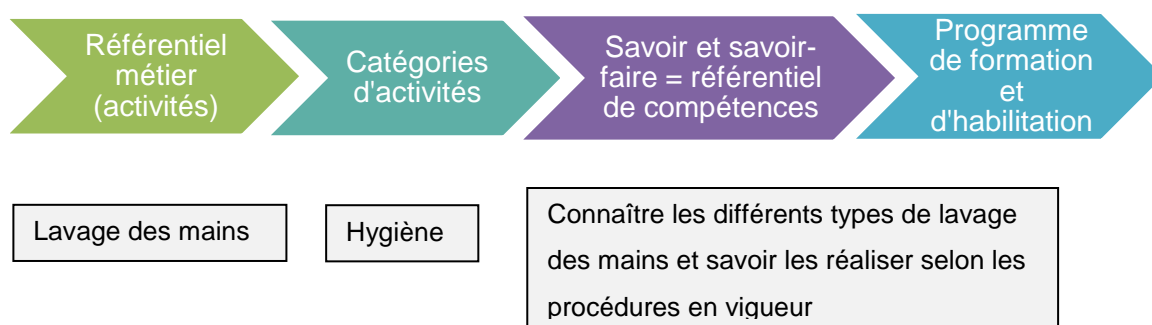 Référentiel
métier
(activités)
Catégories
d'activités
Savoir et savoir-
faire = référentiel
de compétences
Programme
de formation
et
d'habilitation
Lavage des mains
Hygiène
Connaître les différents types de lavage
des mains et savoir les réaliser selon les
procédures en vigueur